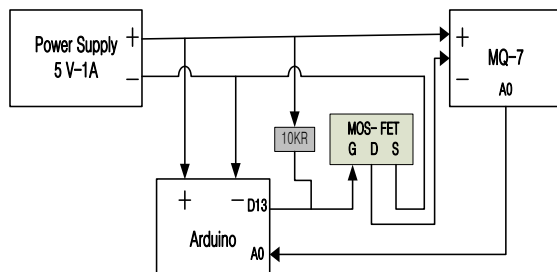 Power Supply
5 V-1A
+
−
+
−
MQ-7
A0
10KR
MOS-FET
G D S
+
−
D13
Arduino
A0